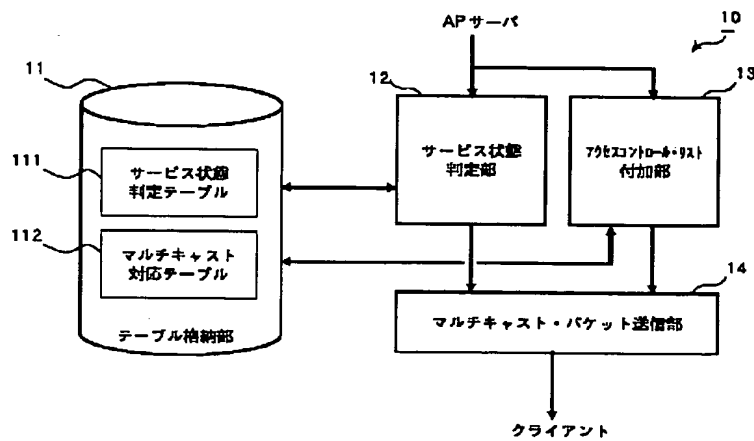 APサーバ
10
11
12
13
111
サービス状態
判定テーブル
サービス状態
判定部
アクセスコントロール・リスト
付加部
112
マルチキャスト
対応テーブル
14
テーブル格納部
マルチキャスト・パケット送信部
クライアント